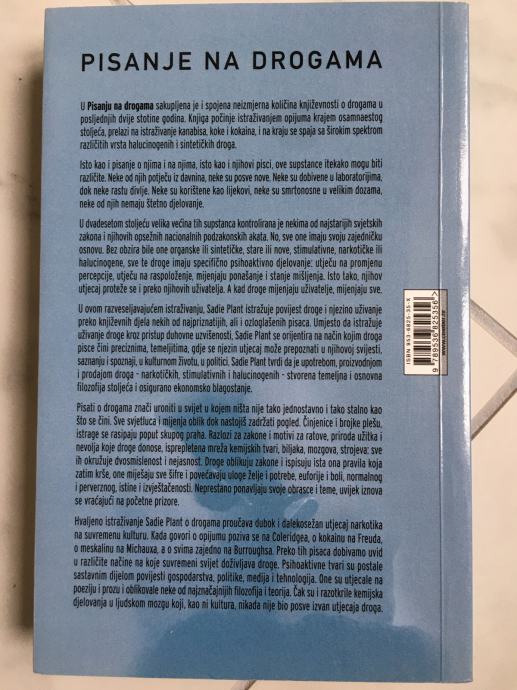 PISANJE NA DROGAMA
U Pisanju na drogama sakupljena je i spojena neizmjerna količina književnosti o drogama u
posljednjih dvije stotine godina. Knjiga počinje istraživanjem opijuma krajem osamnaestog
stoljeća, prelazi na istraživanje kanabisa, koke i kokaina, i na kraju se spaja sa širokim spektrom
različitih vrsta halucinogenih i sintetičkih droga.
Isto kao i pisanje o njima i na njima, isto kao i njihovi pisci, ove supstance itekako mogu biti
različite. Neke od njih potječu iz davnina, neke su posve nove. Neke su dobivene u laboratorijima,
dok neke rastu divlje. Neke su korištene kao lijekovi, neke su smrtonosne u velikim dozama,
neke od njih nemaju štetno djelovanje.
U dvadesetom stoljeću velika većina tih supstanca kontrolirana je nekima od najstarijih svjetskih
zakona i njihovih opsežnih nacionalnih podzakonskih akata. No, sve one imaju svoju zajedničku
osnovu. Bez obzira bile one organske ili sintetičke, stare ili nove, stimulativne, narkotičke ili
halucinogene, sve te droge imaju specifično psihoaktivno djelovanje: utječu na promjenu
percepcije, utječu na raspoloženje, mijenjaju ponašanje i stanje mišljenja. Isto tako, njihov
utjecaj proteže se i preko njihovih uživatelja. A kad droge mijenjaju uživatelje, mijenjaju sve.
U ovom razveseljavajućem istraživanju, Sadie Plant istražuje povijest droge i njezino uživanje
preko književnih djela nekih od najpriznatijih, ali i ozloglašenih pisaca. Umjesto da istražuje
uživanje droge kroz pristup duhovne uzvišenosti, Sadie Plant se orijentira na način kojim droga
pisce čini preciznima, temeljitima, gdje se njezin utjecaj može prepoznati u njihovoj svijesti,
saznanju i spoznaji, u kulturnom životu, u politici. Sadie Plant tvrdi da je upotrebom, proizvodnjom
i prodajom droga - narkotičkih, stimulativnih i halucinogenih - stvorena temeljna i osnovna
filozofija stoljeća i osigurano ekonomsko blagostanje.
Pisati o drogama znači uroniti u svijet u kojem ništa nije tako jednostavno i tako stalno kao
što se čini. Sve svjetluca i mijenja oblik dok nastojiš zadržati pogled. Činjenice i brojke plešu,
istrage se rasipaju poput skupog praha. Razlozi za zakone i motivi za ratove, priroda užitka i
nevolja koje droge donose, isprepletena mreža kemijskih tvari, biljaka, mozgova, strojeva: sve
ih okružuje dvosmislenost i nejasnost. Droge oblikuju zakone i ispisuju ista ona pravila koja
zatim krše, one miješaju sve šifre i povećavaju uloge želje i potrebe, euforije i boli, normalnog
i perverznog, istine i izvještačenosti. Neprestano ponavljaju svoje obrasce i teme, uvijek iznova
se vraćajući na početne prizore.
Hvaljeno istraživanje Sadie Plant o drogama proučava dubok i dalekosežan utjecaj narkotika
na suvremenu kulturu. Kada govori o opijumu poziva se na Coleridgea, o kokainu na Freuda,
o meskalinu na Michauxa, a o svima zajedno na Burroughsa. Preko tih pisaca dobivamo uvid
u različite načine na koje suvremeni svijet doživljava droge. Psihoaktivne tvari su postale
sastavnim dijelom povijesti gospodarstva, politike, medija i tehnologija. One su utjecale na
poeziju i prozu i oblikovale neke od najznačajnijih filozofija i teorija. Čak su i razotkrile kemijska
djelovanja u ljudskom mozgu koji, kao ni kultura, nikada nije bio posve izvan utjecaja droga.
ISBN 953-6825-35-X
9 789536 825356 >